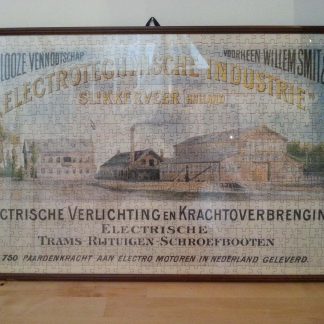 LOOZE VENNOOTSCHAP
VOORHEEN WILLEM SMIT
ELECTROTECHNISCHE INDUSTRIE"
SLIKKERVEER
CTRISCHE VERLICHTING EN KRACHTOVERBRENGIN
ELECTRISCHE
TRAMS-RIJTUIGEN-SCHROEFBOOTEN
750 PAARDENKRACHT AAN ELECTRO MOTOREN IN NEDERLAND GELEVERD.